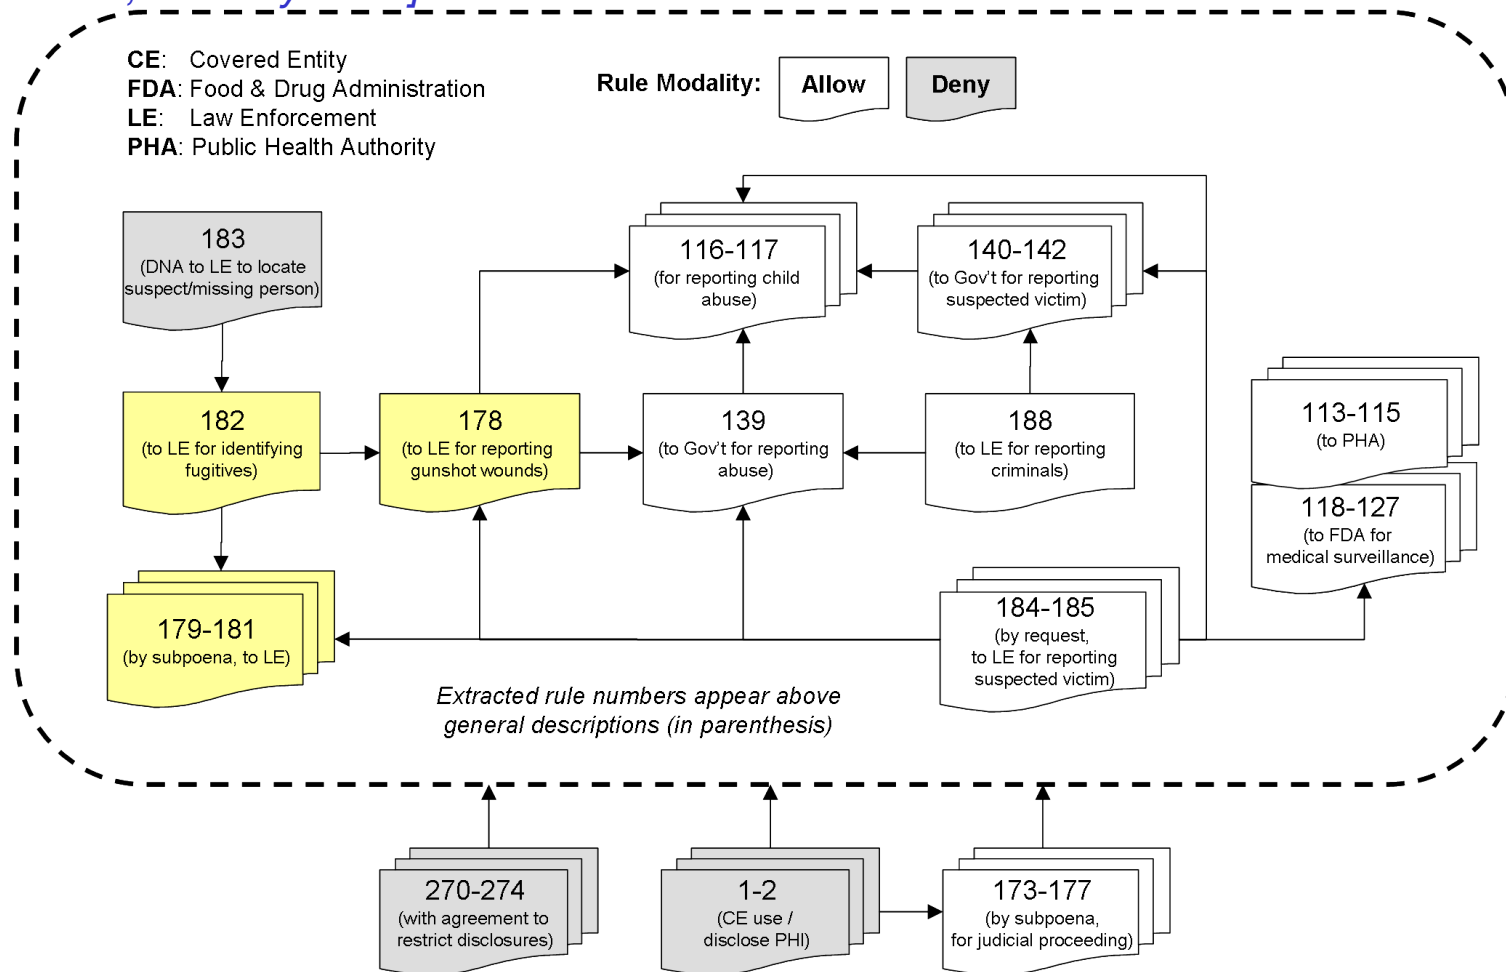 CE: Covered Entity
FDA: Food & Drug Administration
LE: Law Enforcement
PHA: Public Health Authority
Rule Modality:
Allow
Deny
183
(DNA to LE to locate
suspect/missing person)
116-117
(for reporting child
abuse)
140-142
(to Gov't for reporting
suspected victim)
182
(to LE for identifying
fugitives)
178
(to LE for reporting
gunshot wounds)
139
(to Gov't for reporting
abuse)
188
(to LE for reporting
criminals)
113-115
(to PHA)
118-127
(to FDA for
medical surveillance)
179-181
(by subpoena, to LE)
184-185
(by request,
to LE for reporting
suspected victim)
Extracted rule numbers appear above
general descriptions (in parenthesis)
270-274
(with agreement to
restrict disclosures)
1-2
(CE use /
disclose PHI)
173-177
(by subpoena,
for judicial proceeding)